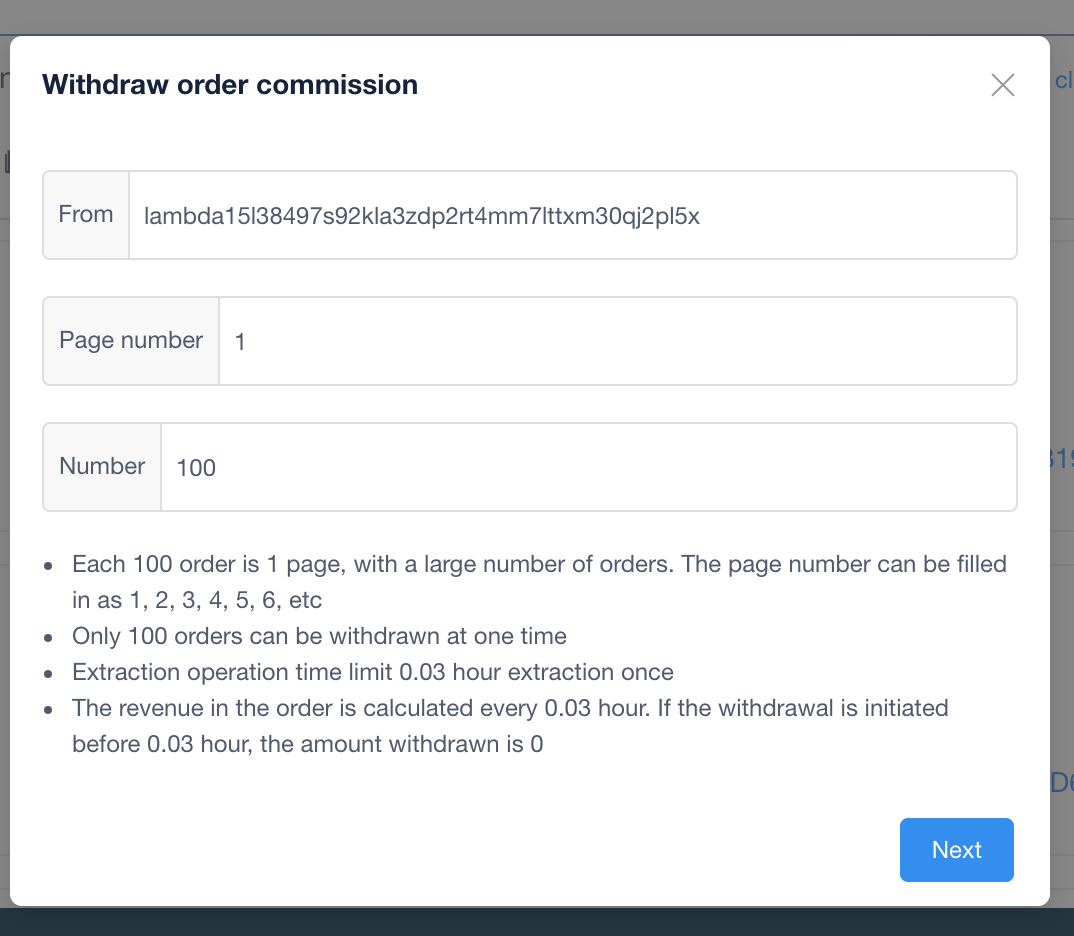 Withdraw order commission
From
lambda15l38497s92kla3zdp2rt4mm7lttxm30qj2pl5x
Page number
1
Number
100
Each 100 order is 1 page, with a large number of orders. The page number can be filled
in as 1, 2, 3, 4, 5, 6, etc
Only 100 orders can be withdrawn at one time
Extraction operation time limit 0.03 hour extraction once
The revenue in the order is calculated every 0.03 hour. If the withdrawal is initiated
before 0.03 hour, the amount withdrawn is 0
Next